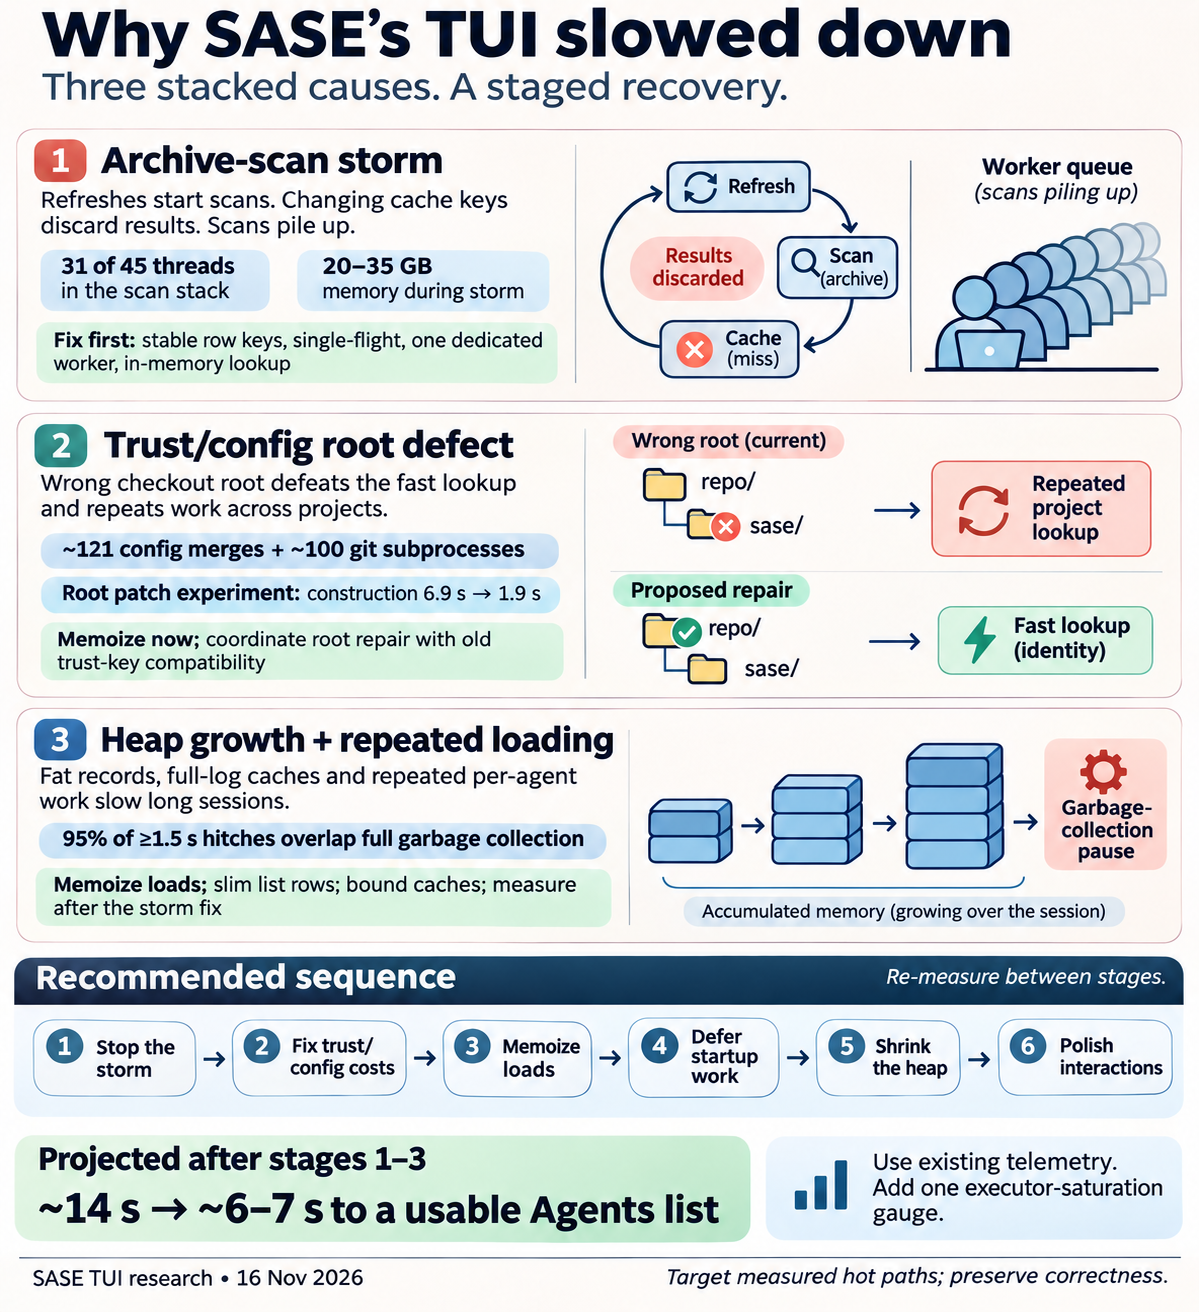 Why SASE's TUI slowed down
Three stacked causes. A staged recovery.
1 Archive-scan storm
Refreshes start scans. Changing cache keys
discard results. Scans pile up.
31 of 45 threads
in the scan stack
20–35 GB
memory during storm
Fix first: stable row keys, single-flight, one dedicated
worker, in-memory lookup
Refresh
Results
discarded
Scan
(archive)
Cache
(miss)
Worker queue
(scans piling up)
2 Trust/config root defect
Wrong checkout root defeats the fast lookup
and repeats work across projects.
~121 config merges + ~100 git subprocesses
Root patch experiment: construction 6.9 s → 1.9 s
Memoize now; coordinate root repair with old
trust-key compatibility
Wrong root (current)
repo/
sase/
Repeated
project
lookup
Proposed repair
repo/
sase/
Fast lookup
(identity)
3 Heap growth + repeated loading
Fat records, full-log caches and repeated per-agent
work slow long sessions.
95% of ≥1.5 s hitches overlap full garbage collection
Memoize loads; slim list rows; bound caches; measure
after the storm fix
Garbage-
collection
pause
Accumulated memory (growing over the session)
Recommended sequence
Re-measure between stages.
1 Stop the
storm
2 Fix trust/
config costs
3 Memoize
loads
4 Defer
startup
work
5 Shrink
the heap
6 Polish
interactions
Projected after stages 1–3
~14 s → ~6–7 s to a usable Agents list
Use existing telemetry.
Add one executor-saturation
gauge.
SASE TUI research • 16 Nov 2026
Target measured hot paths; preserve correctness.